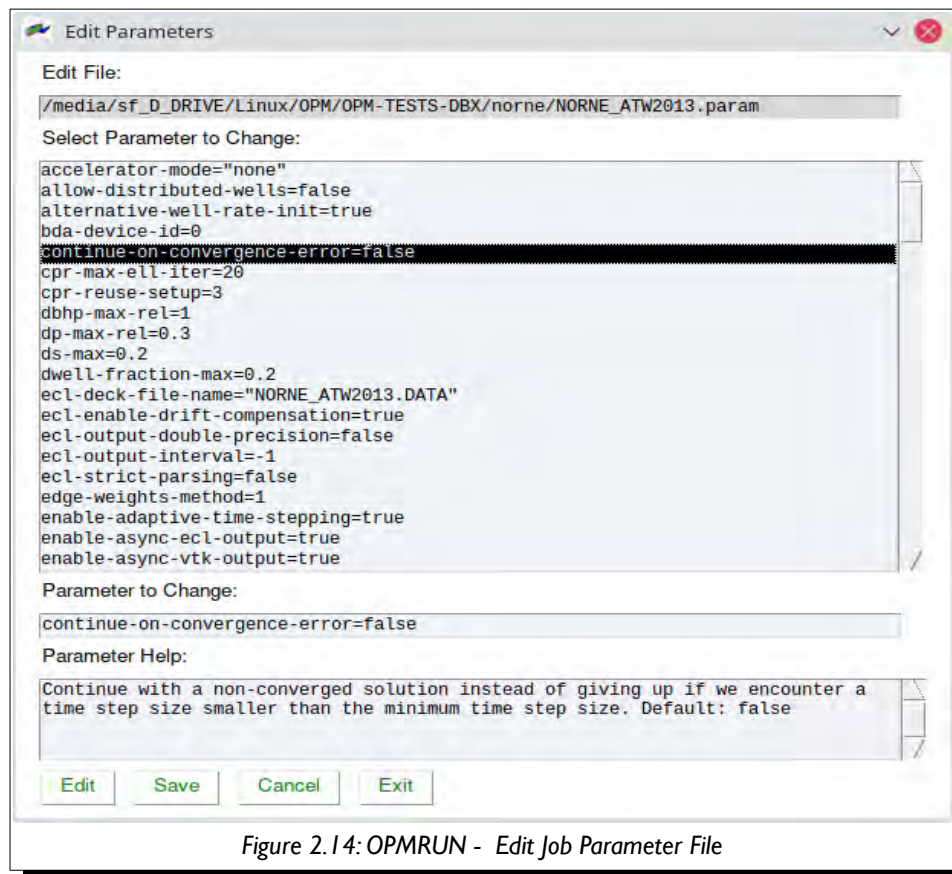 Edit Parameters
Edit File:
/media/sf_D_DRIVE/Linux/OPM/OPM-TESTS-DBX/norne/NORNE_ATW2013.param
Select Parameter to Change:
accelerator-mode="none"
allow-distributed-wells=false
alternative-well-rate-init=true
bda-device-id=0
continue-on-convergence-error=false
cpr-max-ell-iter=20
cpr-reuse-setup=3
dbhp-max-rel=1
dp-max-rel=0.3
ds-max=0.2
dwell-fraction-max=0.2
ecl-deck-file-name="NORNE_ATW2013.DATA"
ecl-enable-drift-compensation=true
ecl-output-double-precision=false
ecl-output-interval=-1
ecl-strict-parsing=false
edge-weights-method=1
enable-adaptive-time-stepping=true
enable-async-ecl-output=true
enable-async-vtk-output=true
Parameter to Change:
continue-on-convergence-error=false
Parameter Help:
Continue with a non-converged solution instead of giving up if we encounter a
time step size smaller than the minimum time step size. Default: false
Edit Save Cancel Exit
Figure 2.14: OPMRUN - Edit Job Parameter File